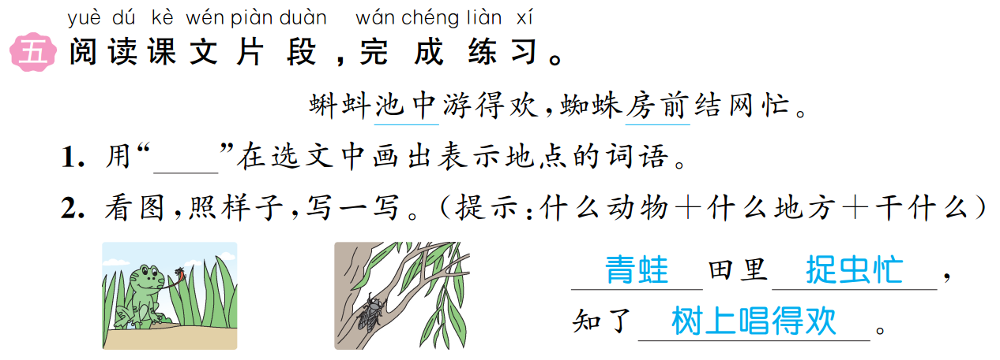 yuè dú kè wén piàn duàn wán chéng liàn xí
五 阅读课文片段,完成练习。
蝌蚪池中游得欢,蜘蛛房前结网忙。
1. 用“____”在选文中画出表示地点的词语。
2. 看图,照样子,写一写。(提示:什么动物+什么地方+干什么)
青蛙 田里 捉虫忙,
知了 树上唱得欢。